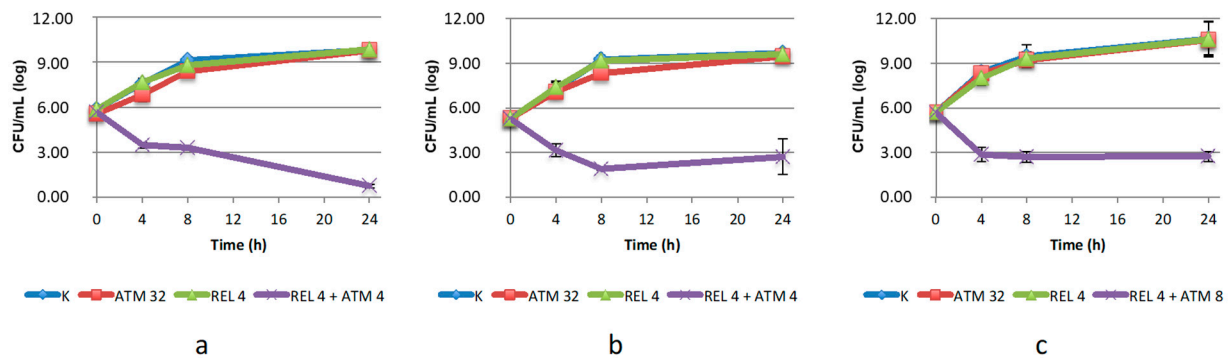 12.00
9.00
6.00
3.00
0.00
CFU/mL (log)
0 4 8 12 16 20 24
Time (h)
K ATM 32 REL 4 REL 4 + ATM 4
a
12.00
9.00
6.00
3.00
0.00
CFU/mL (log)
0 4 8 12 16 20 24
Time (h)
K ATM 32 REL 4 REL 4 + ATM 4
b
12.00
9.00
6.00
3.00
0.00
CFU/mL (log)
0 4 8 12 16 20 24
Time (h)
K ATM 32 REL 4 REL 4 + ATM 8
c